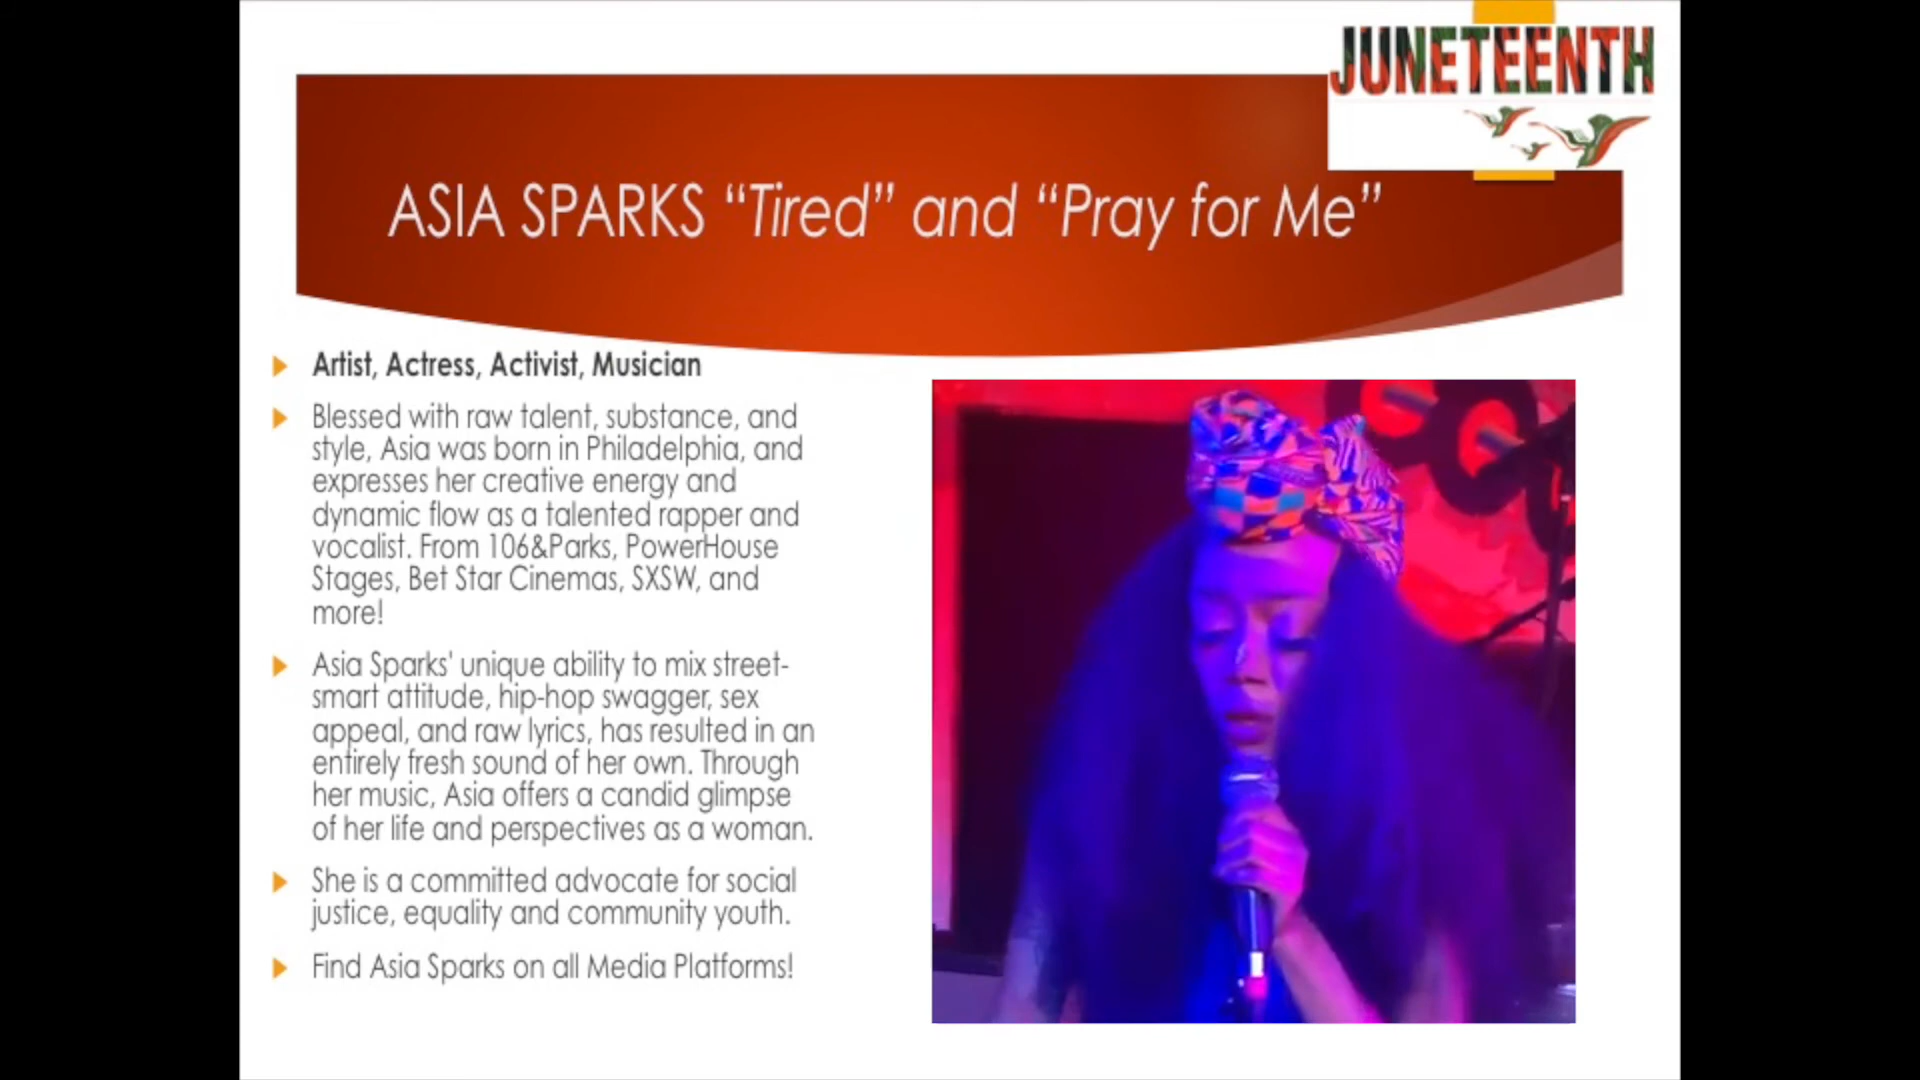 JUNETEENTH
ASIA SPARKS “Tired” and “Pray for Me”
Artist, Actress, Activist, Musician
Blessed with raw talent, substance, and
style, Asia was born in Philadelphia, and
expresses her creative energy and
dynamic flow as a talented rapper and
vocalist. From 106&Parks, PowerHouse
Stages, Bet Star Cinemas, SXSW, and
more!
Asia Sparks' unique ability to mix street-
smart attitude, hip-hop swagger, sex
appeal, and raw lyrics, has resulted in an
entirely fresh sound of her own. Through
her music, Asia offers a candid glimpse
of her life and perspectives as a woman.
She is a committed advocate for social
justice, equality and community youth.
Find Asia Sparks on all Media Platforms!